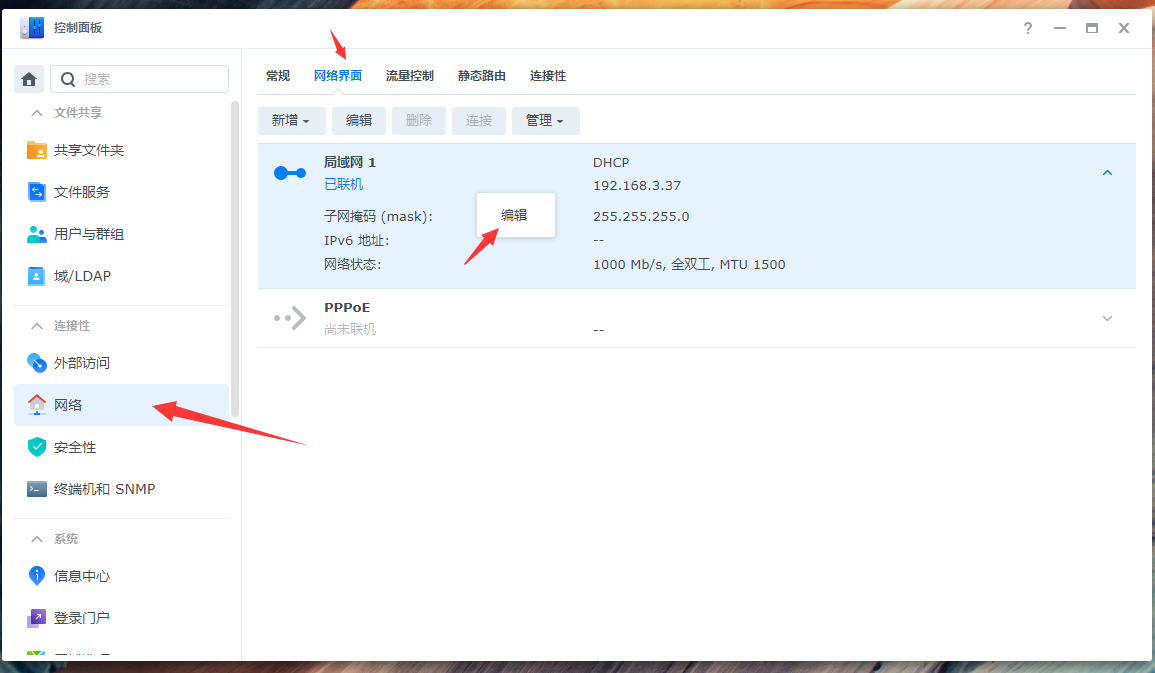 控制面板
?
搜索
文件共享
共享文件夹
文件服务
用户与群组
域/LDAP
连接性
外部访问
网络
安全性
终端机和 SNMP
系统
信息中心
登录门户
常规 网络界面 流量控制 静态路由 连接性
新增 编辑 删除 连接 管理
局域网 1 DHCP
已联机 192.168.3.37
子网掩码 (mask): 255.255.255.0
编辑
IPv6 地址: --
网络状态: 1000 Mb/s, 全双工, MTU 1500
PPPoE
尚未联机 --